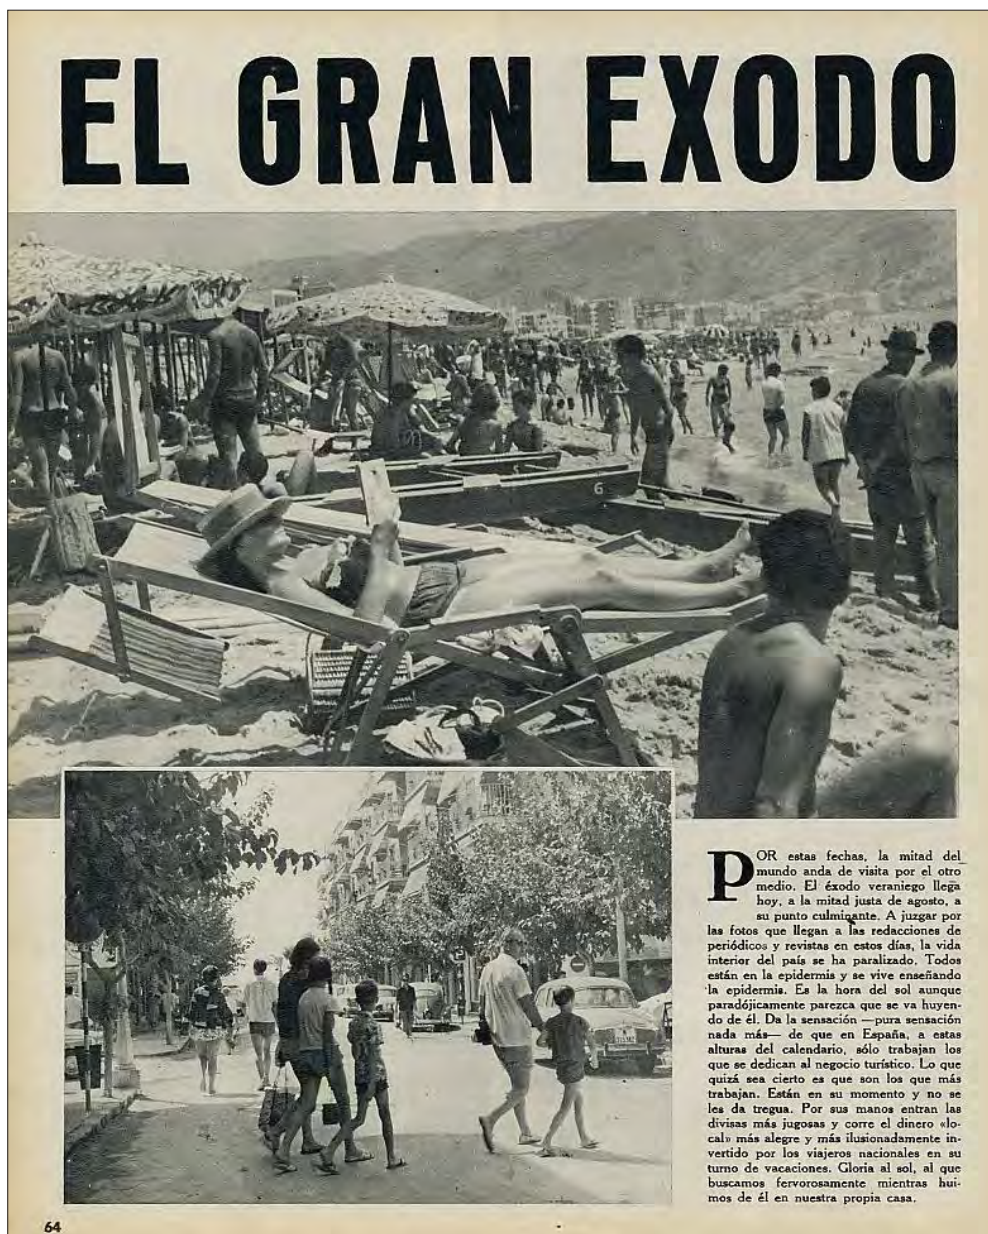 EL GRAN EXODO
6
POR estas fechas, la mitad del
mundo anda de visita por el otro
medio. El éxodo veraniego llega
hoy, a la mitad justa de agosto, a
su punto culminante. A juzgar por
las fotos que llegan a las redacciones de
periódicos y revistas en estos días, la vida
interior del país se ha paralizado. Todos
están en la epidermis y se vive enseñando
la epidermis. Es la hora del sol aunque
paradójicamente parezca que se va huyen-
do de él. Da la sensación —pura sensación
nada más— de que en España, a estas
alturas del calendario, sólo trabajan los
que se dedican al negocio turístico. Lo que
quizá sea cierto es que son los que más
trabajan. Están en su momento y no se
les da tregua. Por sus manos entran las
divisas más jugosas y corre el dinero «lo-
cal» más alegre y más ilusionadamente in-
vertido por los viajeros nacionales en su
turno de vacaciones. Gloria al sol, al que
buscamos fervorosamente mientras hui-
mos de él en nuestra propia casa.
64